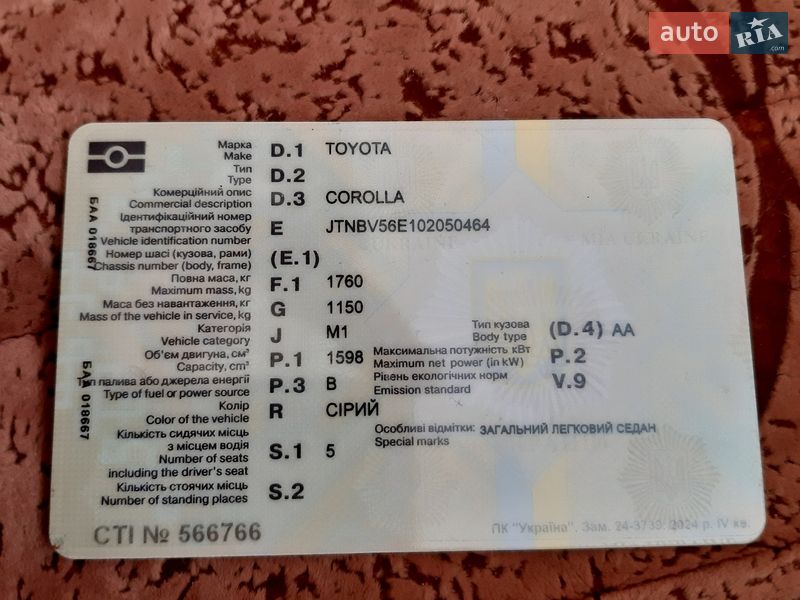 auto RIA .com
Марка
Make D.1 TOYOTA
Тип
Type D.2
Комерційний опис
Commercial description D.3 COROLLA
Ідентифікаційний номер
транспортного засобу
Vehicle identification number E JTNBV56E102050464
Номер шасі (кузова, рами)
Chassis number (body, frame) (E.1)
Повна маса, кг
Maximum mass, kg F.1 1760
Маса без навантаження, кг
Mass of the vehicle in service, kg G 1150
Категорія
Vehicle category J M1
Тип кузова
Body type (D.4) AA
Об'єм двигуна, см³
Capacity, cm³ P.1 1598
Максимальна потужність кВт
Maximum net power (in kW) P.2
Тип палива або джерела енергії
Type of fuel or power source P.3 B
Рівень екологічних норм
Emission standard V.9
Колір
Color of the vehicle R СІРИЙ
Особливі відмітки: ЗАГАЛЬНИЙ ЛЕГКОВИЙ СЕДАН
Special marks
Кількість сидячих місць
з місцем водія
Number of seats
including the driver's seat S.1 5
Кількість стоячих місць
Number of standing places S.2
СТІ № 566766
ПК "Україна". Зам. 24-3739. 2024 р. IV кв.
БАА 018667
БАА 018667
MIA UKRAINE